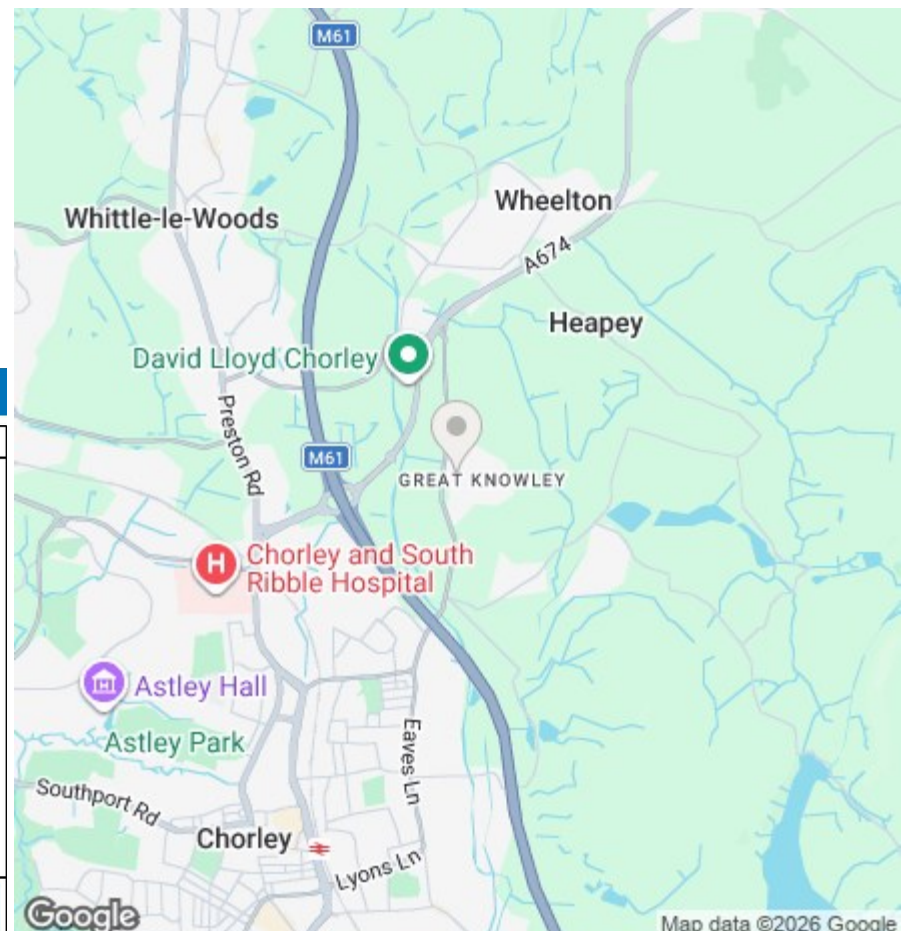 M61
Wheelton
Whittle-le-Woods
A674
Heapey
David Lloyd Chorley
Preston Rd
M61
GREAT KNOWLEY
H
Chorley and South
Ribble Hospital
Astley Hall
Astley Park
Eaves Ln
Southport Rd
Chorley
Lyons Ln
Google
Map data ©2026 Google